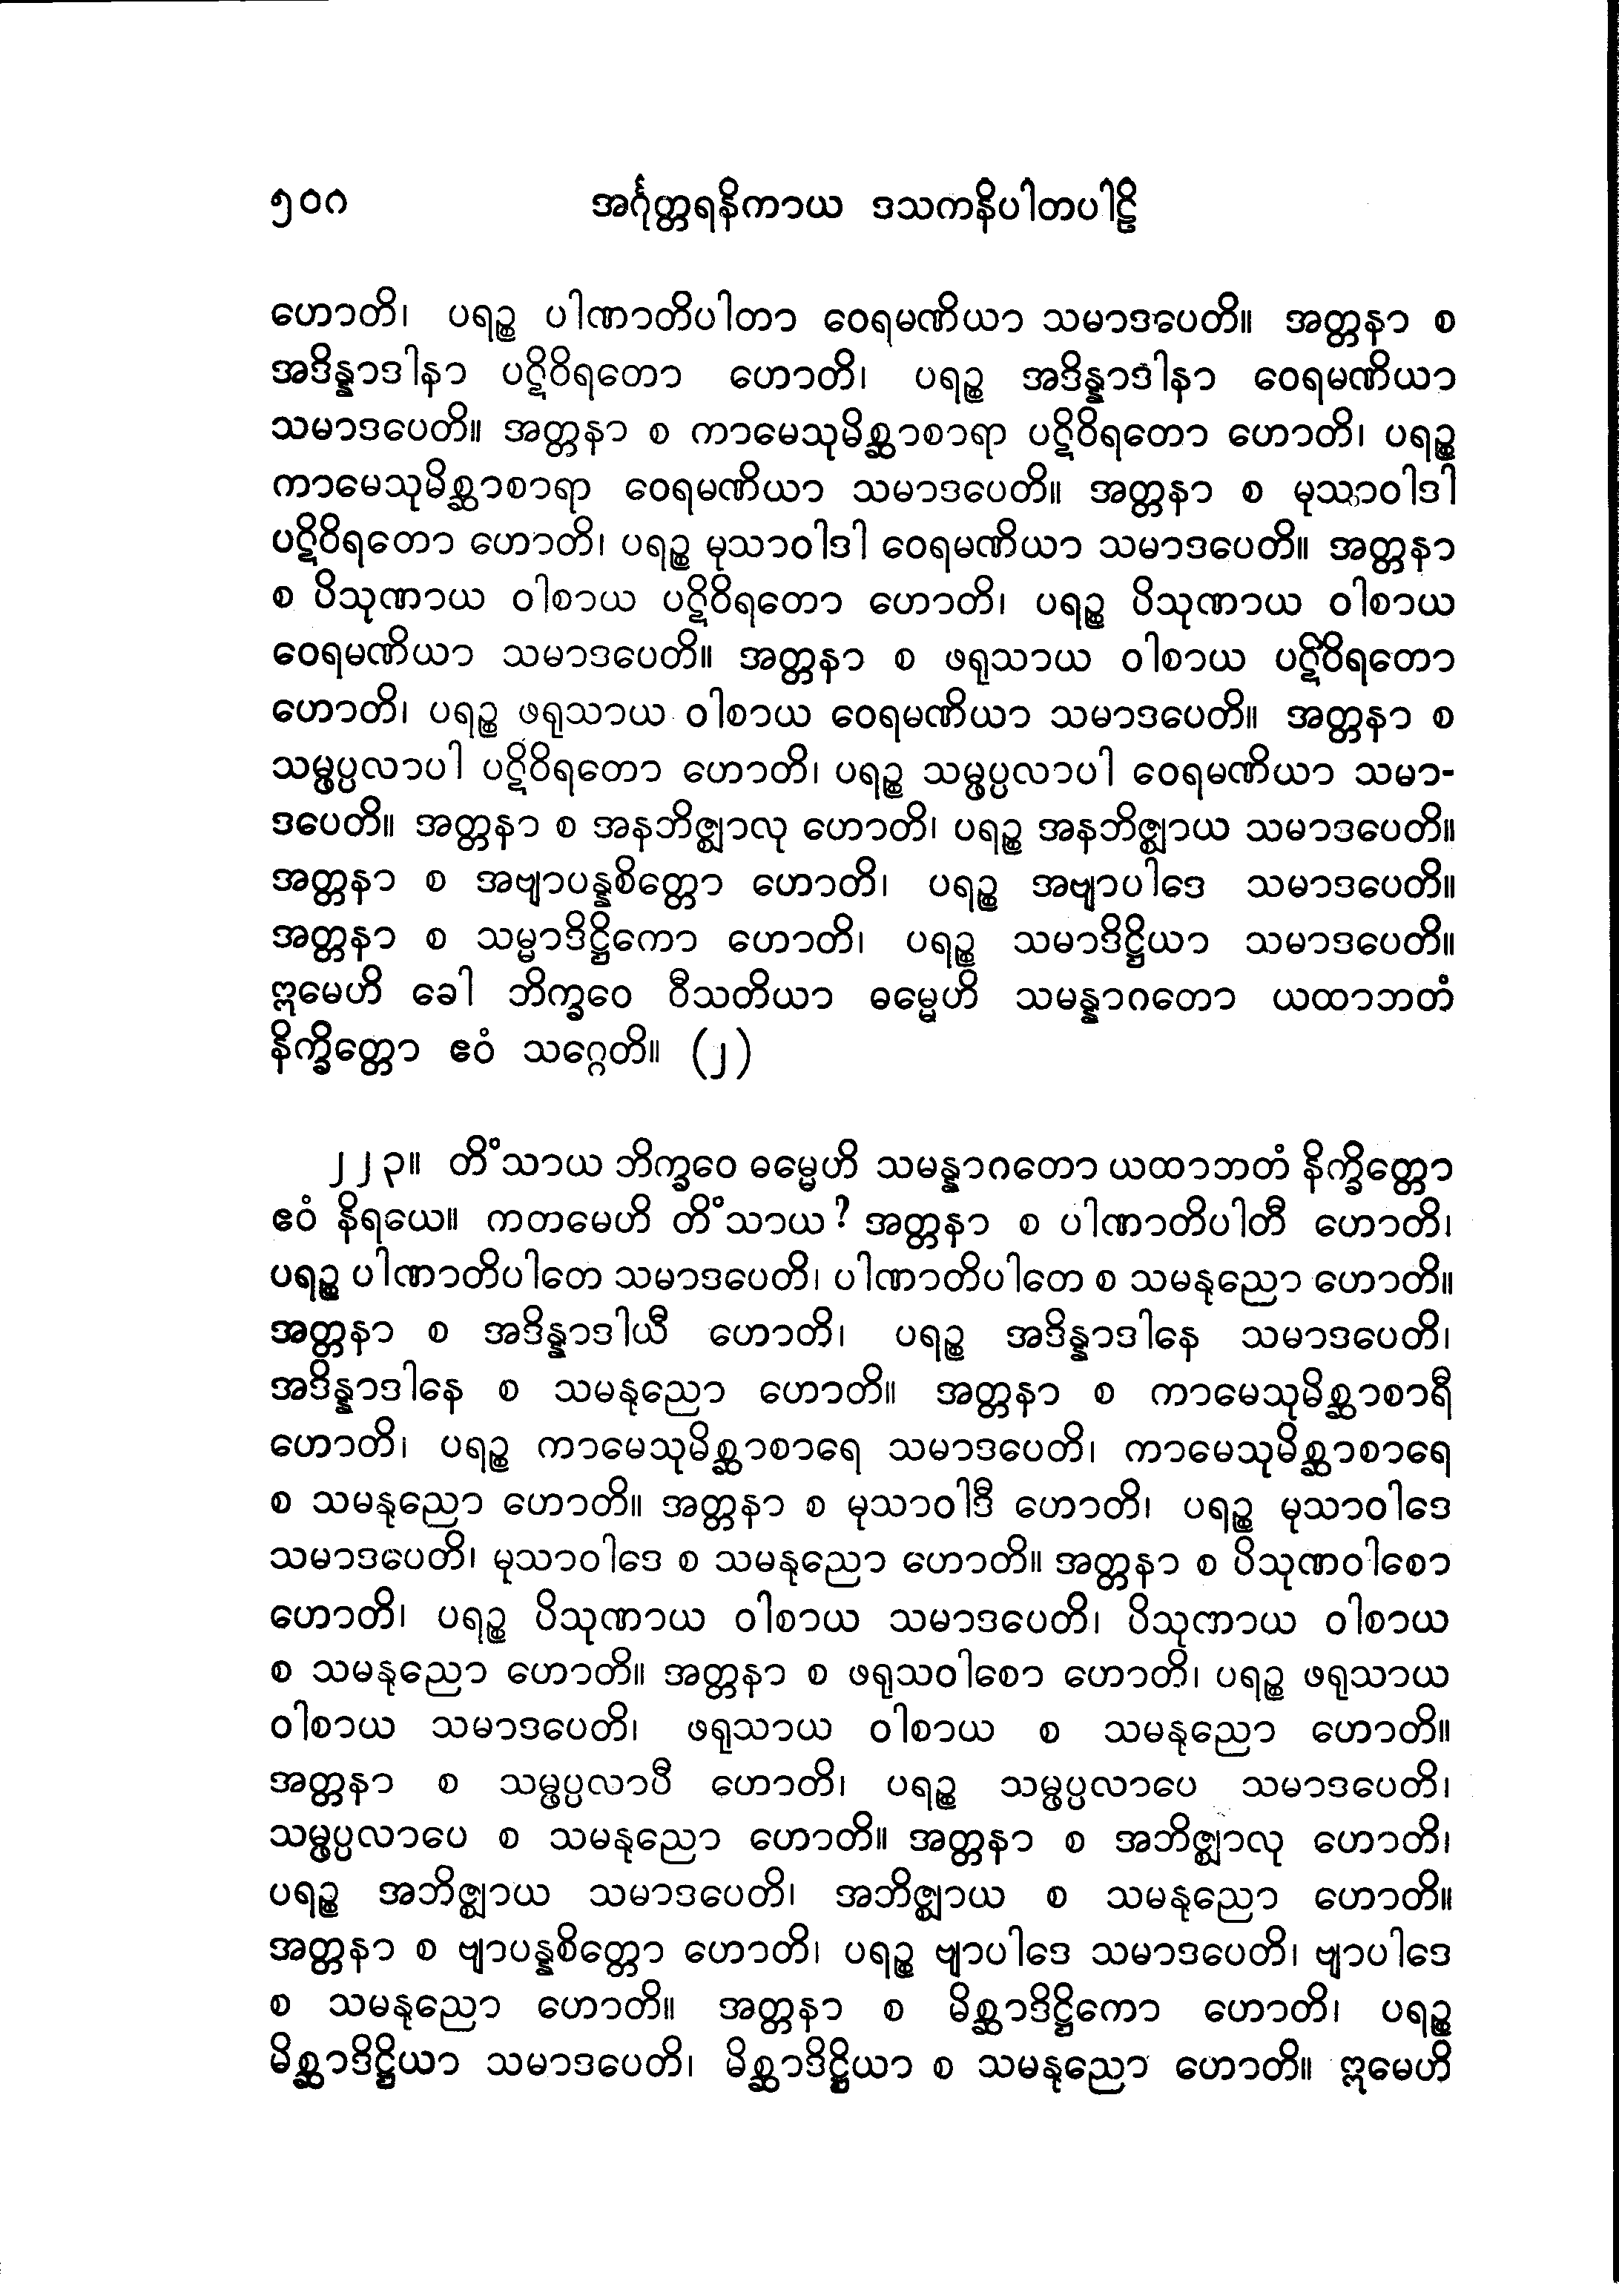 ၅၀၈ အင်္ဂုတ္တရနိကာယ ဒသကနိပါတပါဠိ
ဟောတိ၊ ပရဉ္စ ပါဏာတိပါတာ ဝေရမဏိယာ သမာဒပေတိ။ အတ္တနာ စ
အဒိန္နာဒါနာ ပဋိဝိရတော ဟောတိ၊ ပရဉ္စ အဒိန္နာဒါနာ ဝေရမဏိယာ
သမာဒပေတိ။ အတ္တနာ စ ကာမေသုမိစ္ဆာစာရာ ပဋိဝိရတော ဟောတိ၊ ပရဉ္စ
ကာမေသုမိစ္ဆာစာရာ ဝေရမဏိယာ သမာဒပေတိ။ အတ္တနာ စ မုသာဝါဒါ
ပဋိဝိရတော ဟောတိ၊ ပရဉ္စ မုသာဝါဒါ ဝေရမဏိယာ သမာဒပေတိ။ အတ္တနာ
စ ပိသုဏာယ ဝါစာယ ပဋိဝိရတော ဟောတိ၊ ပရဉ္စ ပိသုဏာယ ဝါစာယ
ဝေရမဏိယာ သမာဒပေတိ။ အတ္တနာ စ ဖရုသာယ ဝါစာယ ပဋိဝိရတော
ဟောတိ၊ ပရဉ္စ ဖရုသာယ ဝါစာယ ဝေရမဏိယာ သမာဒပေတိ။ အတ္တနာ စ
သမ္ဖပ္ပလာပါ ပဋိဝိရတော ဟောတိ၊ ပရဉ္စ သမ္ဖပ္ပလာပါ ဝေရမဏိယာ သမာ-
ဒပေတိ။ အတ္တနာ စ အနဘိဇ္ဈာလု ဟောတိ၊ ပရဉ္စ အနဘိဇ္ဈာယ သမာဒပေတိ။
အတ္တနာ စ အဗျာပန္နစိတ္တော ဟောတိ၊ ပရဉ္စ အဗျာပါဒေ သမာဒပေတိ။
အတ္တနာ စ သမ္မာဒိဋ္ဌိကော ဟောတိ၊ ပရဉ္စ သမာဒိဋ္ဌိယာ သမာဒပေတိ။
ဣမေဟိ ခေါ ဘိက္ခဝေ ဝီသတိယာ ဓမ္မေဟိ သမန္နာဂတော ယထာဘတံ
နိက္ခိတ္တော ဧဝံ သဂ္ဂေတိ။ (၂)
၂၂၃။ တိံသာယ ဘိက္ခဝေ ဓမ္မေဟိ သမန္နာဂတော ယထာဘတံ နိက္ခိတ္တော
ဧဝံ နိရယေ။ ကတမေဟိ တိံသာယ? အတ္တနာ စ ပါဏာတိပါတီ ဟောတိ၊
ပရဉ္စ ပါဏာတိပါတေ သမာဒပေတိ၊ ပါဏာတိပါတေ စ သမနုညော ဟောတိ။
အတ္တနာ စ အဒိန္နာဒါယီ ဟောတိ၊ ပရဉ္စ အဒိန္နာဒါနေ သမာဒပေတိ၊
အဒိန္နာဒါနေ စ သမနုညော ဟောတိ။ အတ္တနာ စ ကာမေသုမိစ္ဆာစာရီ
ဟောတိ၊ ပရဉ္စ ကာမေသုမိစ္ဆာစာရေ သမာဒပေတိ၊ ကာမေသုမိစ္ဆာစာရေ
စ သမနုညော ဟောတိ။ အတ္တနာ စ မုသာဝါဒီ ဟောတိ၊ ပရဉ္စ မုသာဝါဒေ
သမာဒပေတိ၊ မုသာဝါဒေ စ သမနုညော ဟောတိ။ အတ္တနာ စ ပိသုဏဝါစော
ဟောတိ၊ ပရဉ္စ ပိသုဏာယ ဝါစာယ သမာဒပေတိ၊ ပိသုဏာယ ဝါစာယ
စ သမနုညော ဟောတိ။ အတ္တနာ စ ဖရုသဝါစော ဟောတိ၊ ပရဉ္စ ဖရုသာယ
ဝါစာယ သမာဒပေတိ၊ ဖရုသာယ ဝါစာယ စ သမနုညော ဟောတိ။
အတ္တနာ စ သမ္ဖပ္ပလာပီ ဟောတိ၊ ပရဉ္စ သမ္ဖပ္ပလာပေ သမာဒပေတိ၊
သမ္ဖပ္ပလာပေ စ သမနုညော ဟောတိ။ အတ္တနာ စ အဘိဇ္ဈာလု ဟောတိ၊
ပရဉ္စ အဘိဇ္ဈာယ သမာဒပေတိ၊ အဘိဇ္ဈာယ စ သမနုညော ဟောတိ။
အတ္တနာ စ ဗျာပန္နစိတ္တော ဟောတိ၊ ပရဉ္စ ဗျာပါဒေ သမာဒပေတိ၊ ဗျာပါဒေ
စ သမနုညော ဟောတိ။ အတ္တနာ စ မိစ္ဆာဒိဋ္ဌိကော ဟောတိ၊ ပရဉ္စ
မိစ္ဆာဒိဋ္ဌိယာ သမာဒပေတိ၊ မိစ္ဆာဒိဋ္ဌိယာ စ သမနုညော ဟောတိ။ ဣမေဟိ